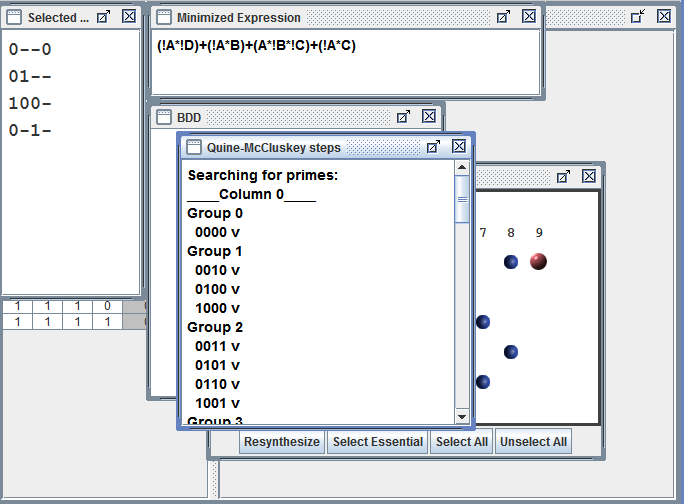 Selected ...
0--0
01--
100-
0-1-
Minimized Expression
(!A*!D)+(!A*B)+(A*!B*!C)+(!A*C)
BDD
Quine-McCluskey steps
Searching for primes:
____Column 0____
Group 0
0000 v
Group 1
0010 v
0100 v
1000 v
Group 2
0011 v
0101 v
0110 v
1001 v
Group 3
7 8 9
1 1 1 0
1 1 1 1
Resynthesize Select Essential Select All Unselect All